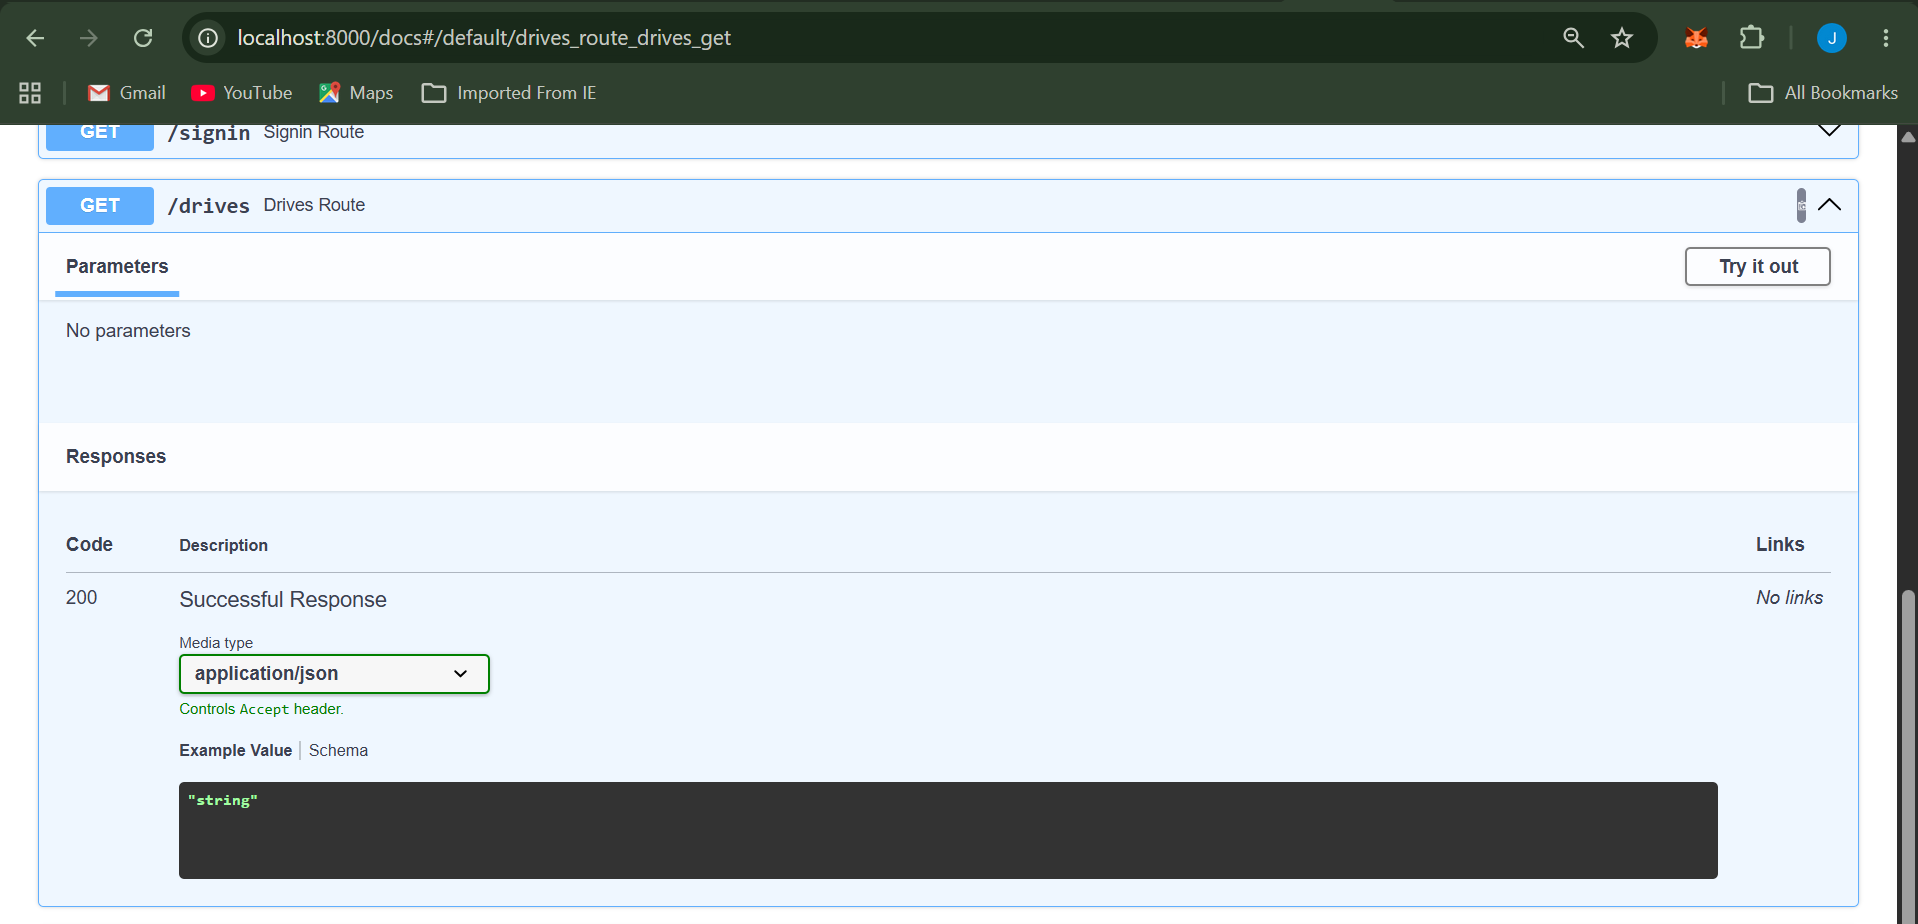 localhost:8000/docs#/default/drives_route_drives_get
J
Gmail
YouTube
Maps
Imported From IE
All Bookmarks
GET /signin Signin Route
GET /drives Drives Route
Parameters
Try it out
No parameters
Responses
Code Description Links
200 Successful Response No links
Media type
application/json
Controls Accept header.
Example Value Schema
"string"